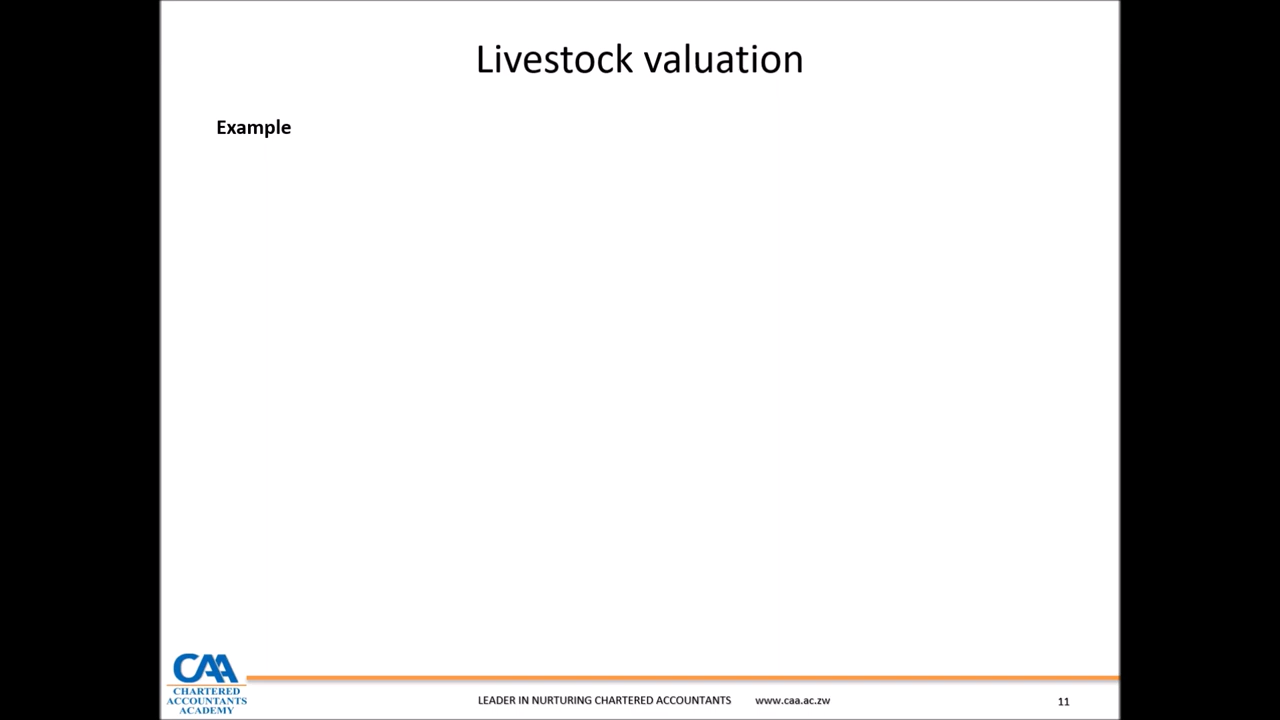 Livestock valuation
Example
CAA
CHARTERED
ACCOUNTANTS
ACADEMY
LEADER IN NURTURING CHARTERED ACCOUNTANTS www.caa.ac.zw
11